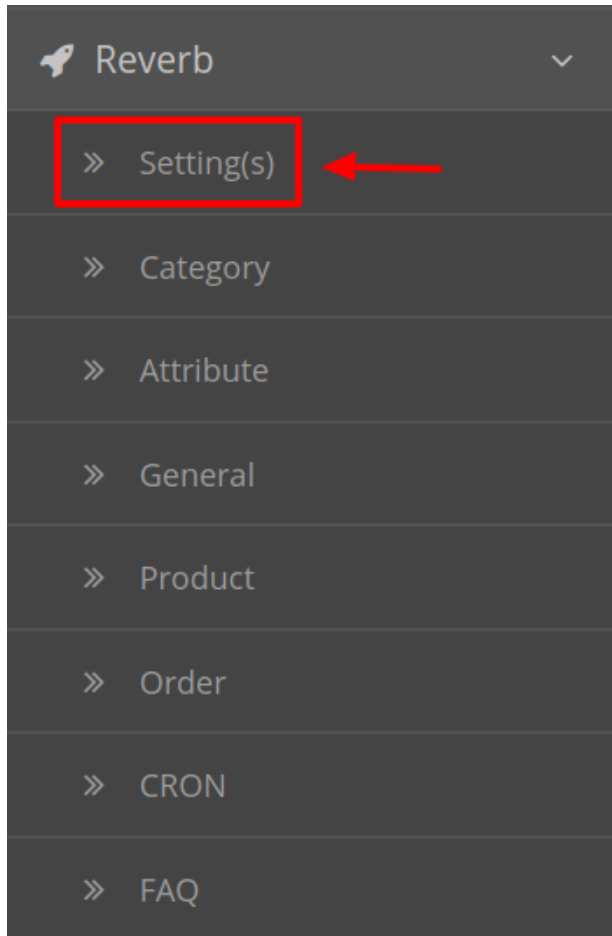 Reverb
Setting(s)
Category
Attribute
General
Product
Order
CRON
FAQ